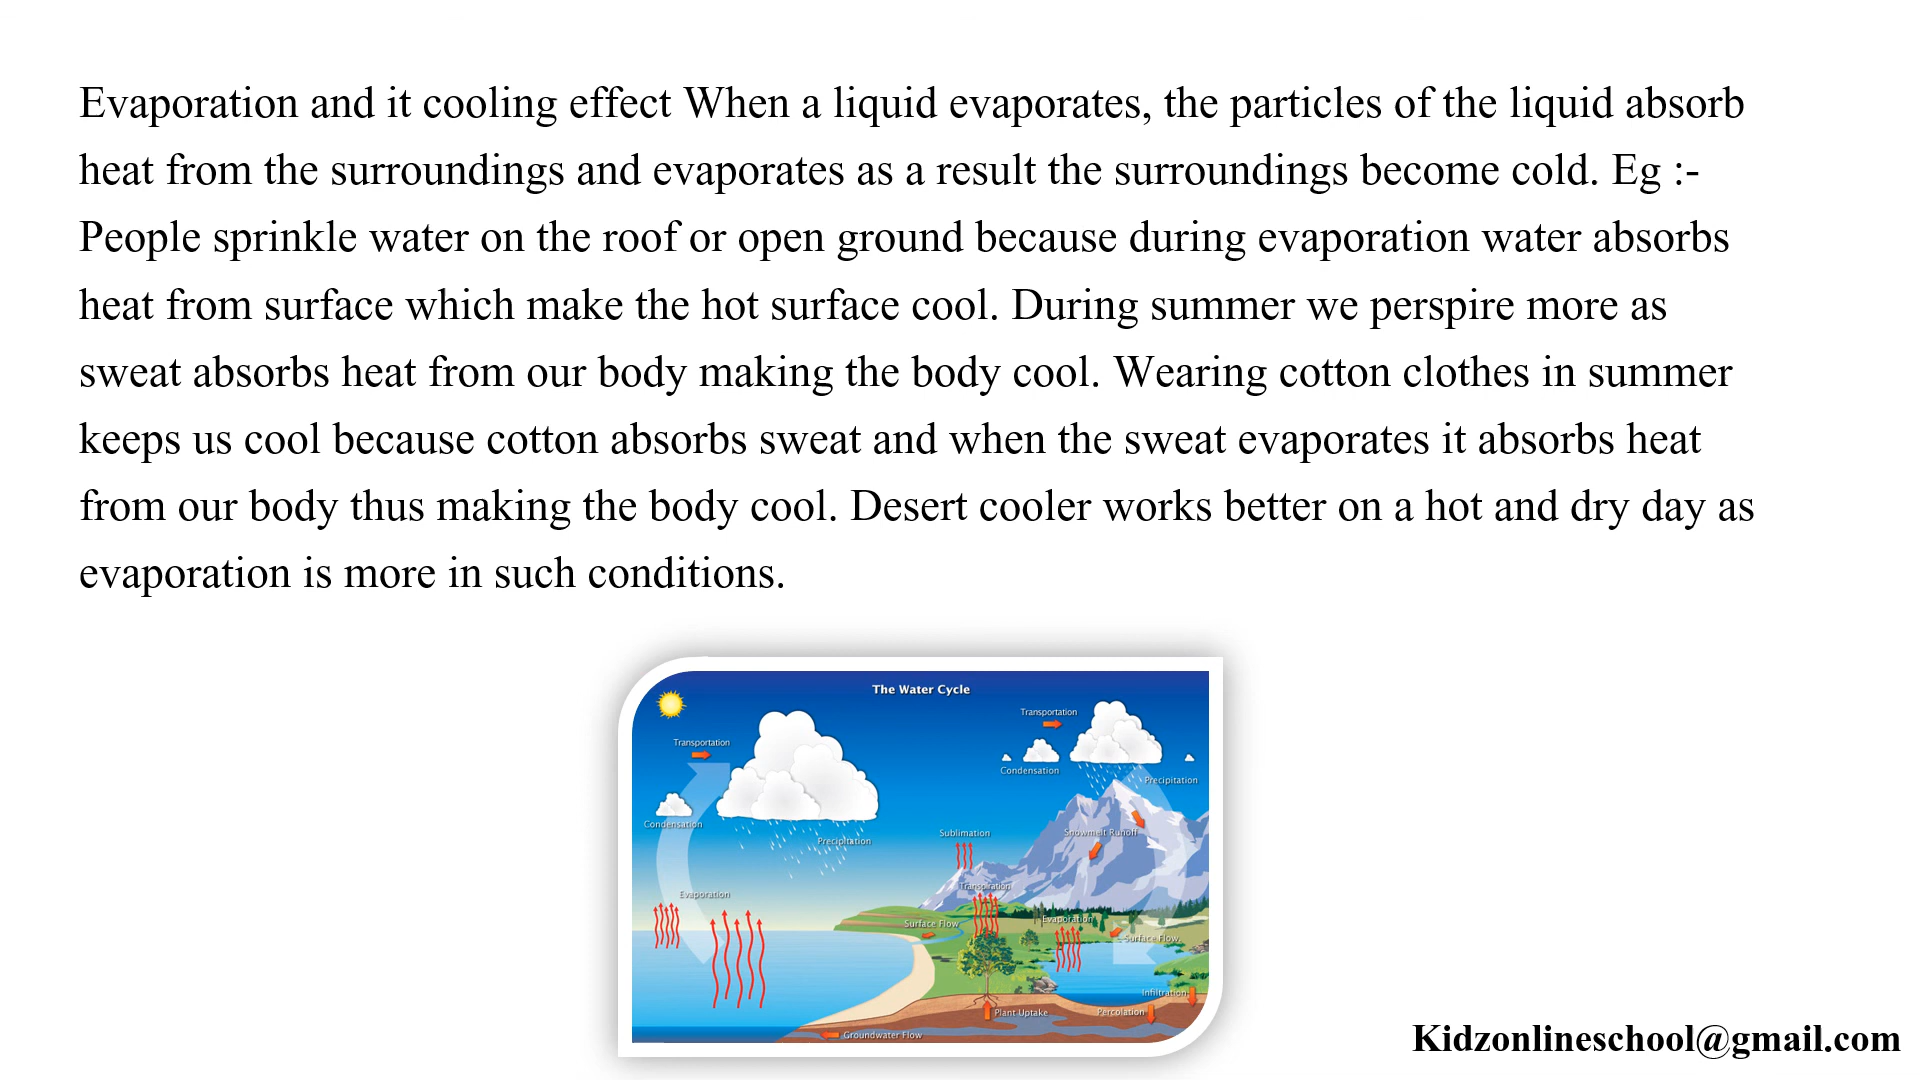 Evaporation and it cooling effect When a liquid evaporates, the particles of the liquid absorb
heat from the surroundings and evaporates as a result the surroundings become cold. Eg :-
People sprinkle water on the roof or open ground because during evaporation water absorbs
heat from surface which make the hot surface cool. During summer we perspire more as
sweat absorbs heat from our body making the body cool. Wearing cotton clothes in summer
keeps us cool because cotton absorbs sweat and when the sweat evaporates it absorbs heat
from our body thus making the body cool. Desert cooler works better on a hot and dry day as
evaporation is more in such conditions.
The Water Cycle
Transportation
Transportation
Condensation
Precipitation
Condensation
Precipitation
Sublimation
Snowmelt Runoff
Transpiration
Evaporation
Evaporation
Surface Flow
Surface Flow
Infiltration
Plant Uptake
Percolation
Groundwater Flow
Kidzonlineschool@gmail.com